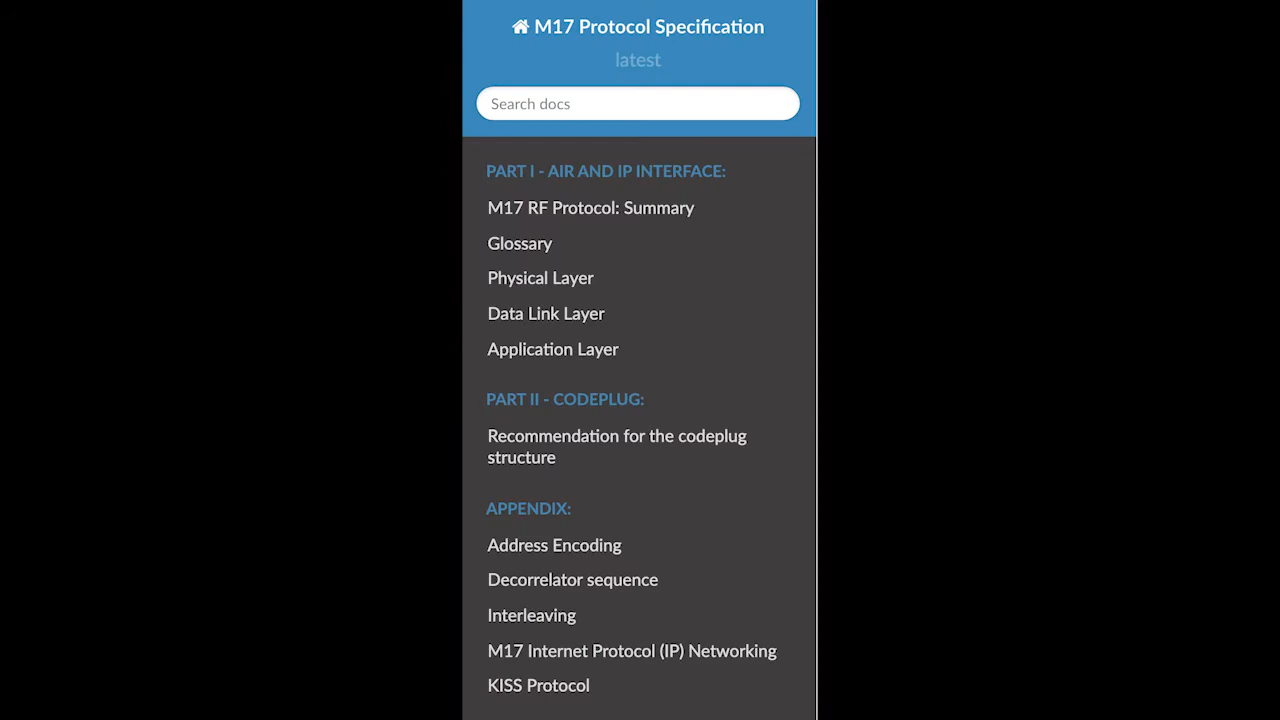 M17 Protocol Specification
latest
Search docs
PART I - AIR AND IP INTERFACE:
M17 RF Protocol: Summary
Glossary
Physical Layer
Data Link Layer
Application Layer
PART II - CODEPLUG:
Recommendation for the codeplug
structure
APPENDIX:
Address Encoding
Decorrelator sequence
Interleaving
M17 Internet Protocol (IP) Networking
KISS Protocol